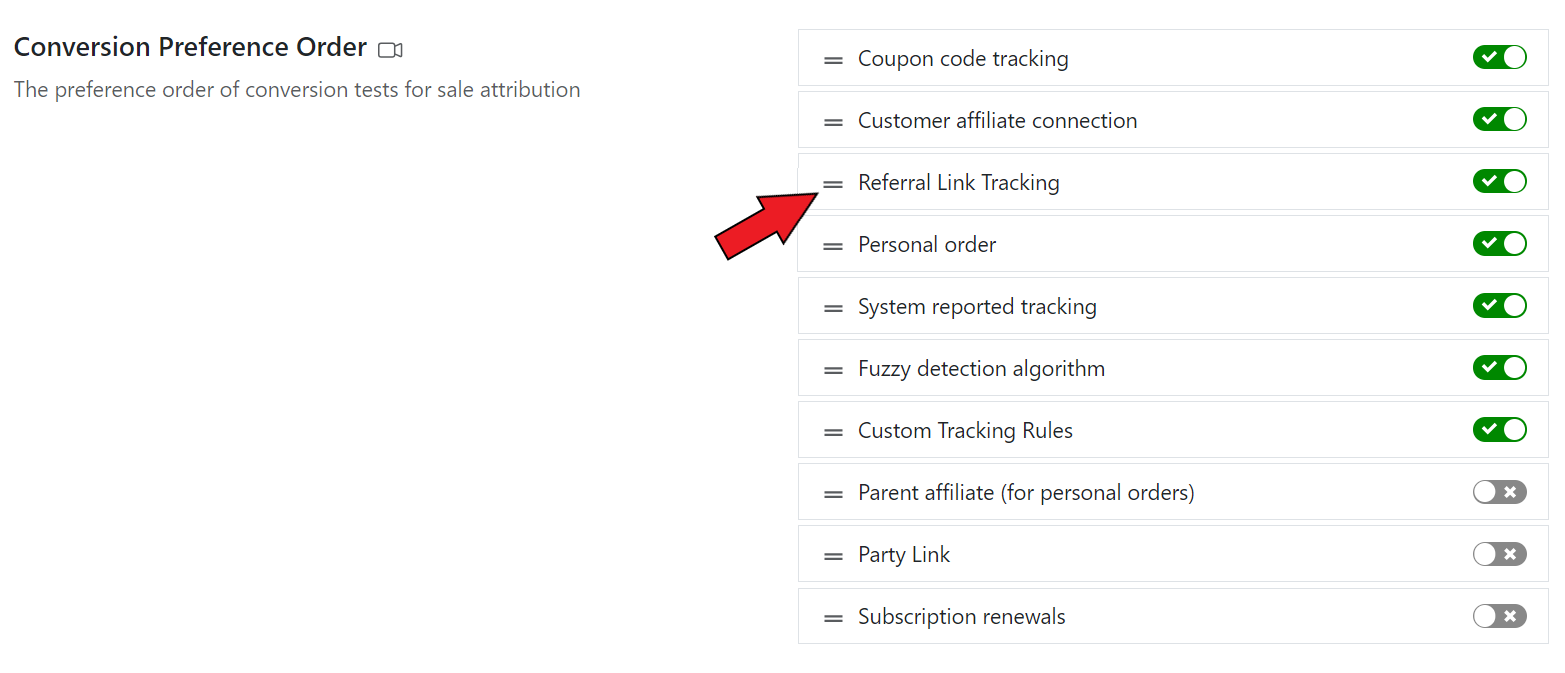 Conversion Preference Order
The preference order of conversion tests for sale attribution
Coupon code tracking
Customer affiliate connection
Referral Link Tracking
Personal order
System reported tracking
Fuzzy detection algorithm
Custom Tracking Rules
Parent affiliate (for personal orders)
Party Link
Subscription renewals